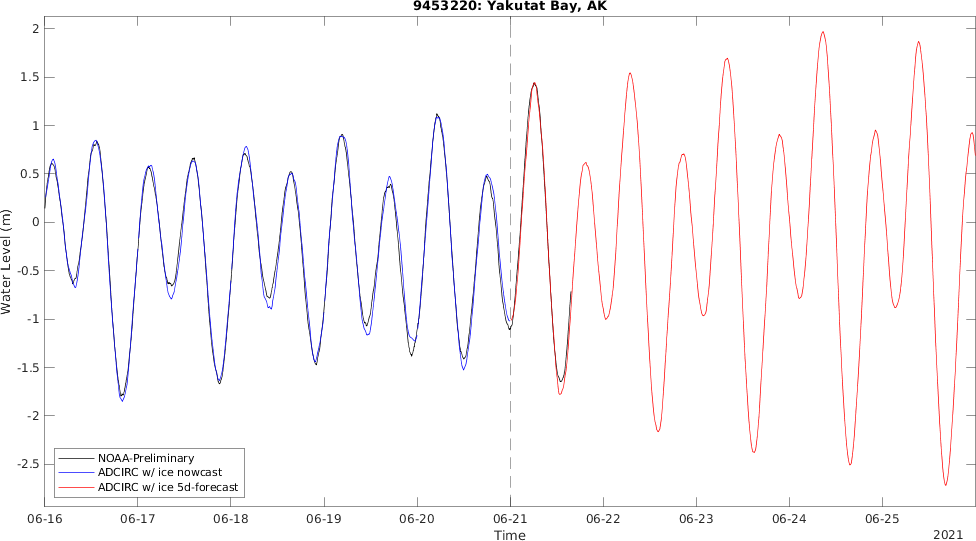 9453220: Yakutat Bay, AK
Water Level (m)
2
1.5
1
0.5
0
-0.5
-1
-1.5
-2
-2.5
NOAA-Preliminary
ADCIRC w/ ice nowcast
ADCIRC w/ ice 5d-forecast
06-16 06-17 06-18 06-19 06-20 06-21 06-22 06-23 06-24 06-25
Time
2021